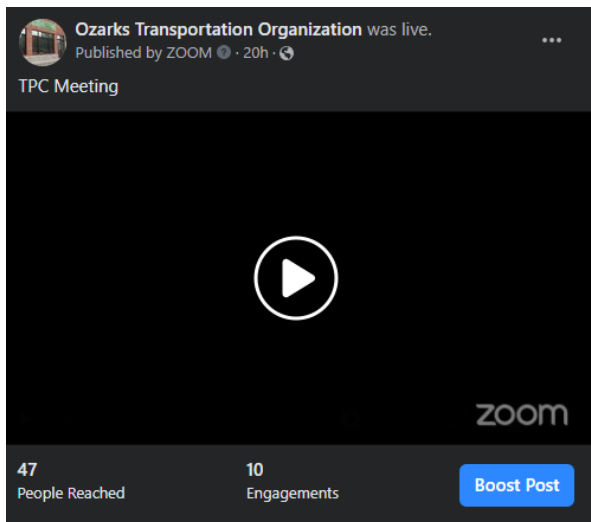 Ozarks Transportation Organization was live.
Published by ZOOM · 20h ·
TPC Meeting
zoom
47
People Reached
10
Engagements
Boost Post